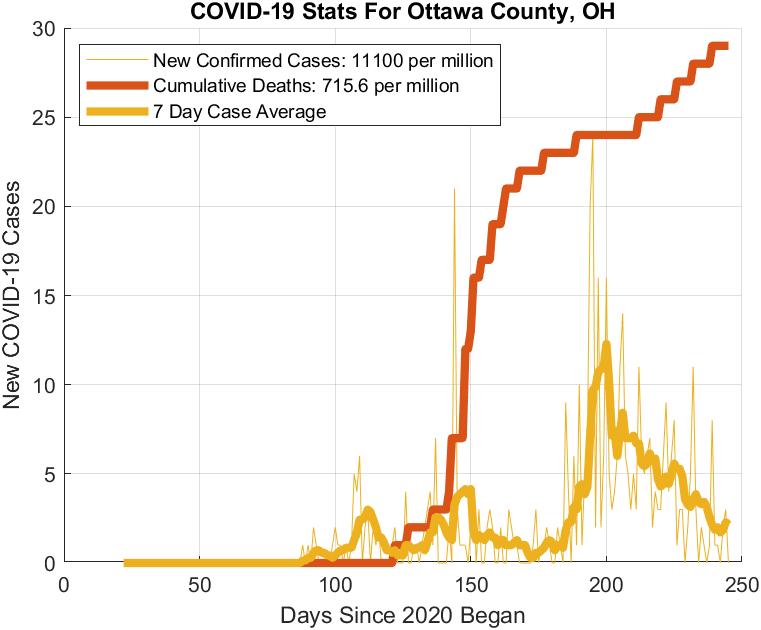 COVID-19 Stats For Ottawa County, OH
30
New Confirmed Cases: 11100 per million
Cumulative Deaths: 715.6 per million
7 Day Case Average
25
20
15
10
5
0
New COVID-19 Cases
0 50 100 150 200 250
Days Since 2020 Began